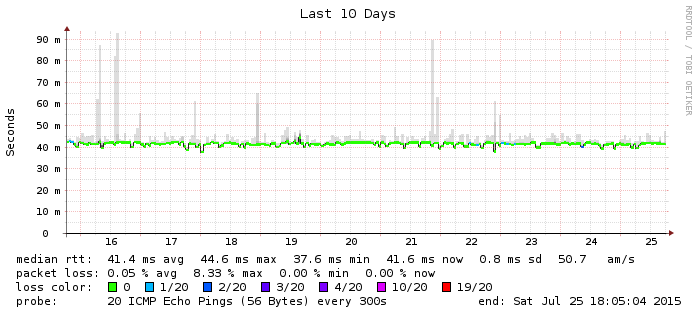 Last 10 Days
RRDTOOL / TOBI OETIKER
Seconds
90 m
80 m
70 m
60 m
50 m
40 m
30 m
20 m
10 m
0
16 17 18 19 20 21 22 23 24 25
median rtt: 41.4 ms avg 44.6 ms max 37.6 ms min 41.6 ms now 0.8 ms sd 50.7 am/s
packet loss: 0.05 % avg 8.33 % max 0.00 % min 0.00 % now
loss color: 0 1/20 2/20 3/20 4/20 10/20 19/20
probe: 20 ICMP Echo Pings (56 Bytes) every 300s end: Sat Jul 25 18:05:04 2015